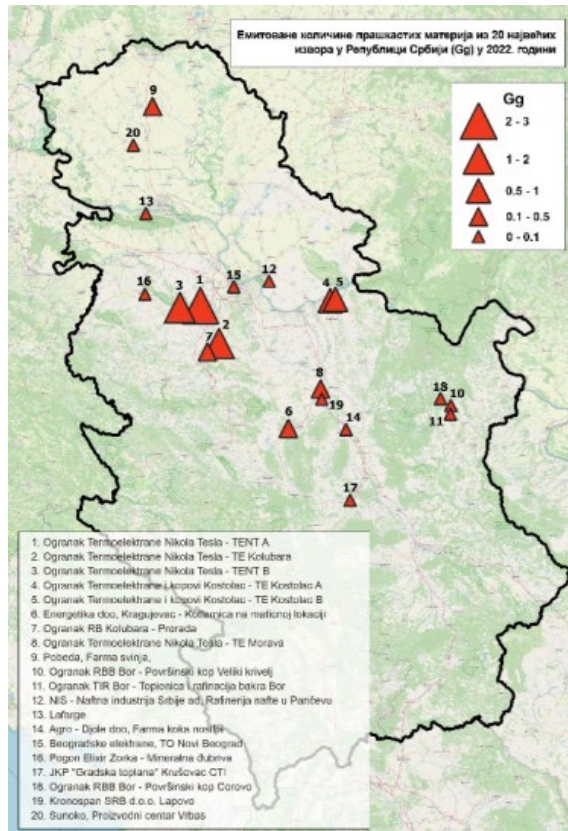 Емитоване количине прашкастих материја из 20 највећих
извора у Републици Србији (Gg) у 2022. години
Gg
2 - 3
1 - 2
0.5 - 1
0.1 - 0.5
0 - 0.1
9
20
13
16
3
1
15
12
4
5
2
7
8
19
6
14
18
10
11
17
1. Ogranak Termoelektrane Nikola Tesla - TENT A
2. Ogranak Termoelektrane Nikola Tesla - TE Kolubara
3. Ogranak Termoelektrane Nikola Tesla - TENT B
4. Ogranak Termoelektrane i kopovi Kostolac - TE Kostolac A
5. Ogranak Termoelektrane i kopovi Kostolac - TE Kostolac B
6. Energetika doo, Kragujevac - Kotlarnica na maticnoj lokaciji
7. Ogranak RB Kolubara - Prerada
8. Ogranak Termoelektrane Nikola Tesla - TE Morava
9. Pobeda, Farma svinja,
10. Ogranak RBB Bor - Površinski kop Veliki krivelj
11. Ogranak TIR Bor - Topionica i rafinacija bakra Bor
12. NIS - Naftna industrija Srbije ad, Rafinerija nafte u Pančevu
13. Lafarge
14. Agro - Djole doo, Farma koka nosilja
15. Beogradske elektrane, TO Novi Beograd
16. Pogon Elixir Zorka - Mineralna đubriva
17. JKP "Gradska toplana" Kruševac CTI
18. Ogranak RBB Bor - Površinski kop Cerovo
19. Kronospan SRB d.o.o. Lapovo
20. Sunoko, Proizvodni centar Vrbas